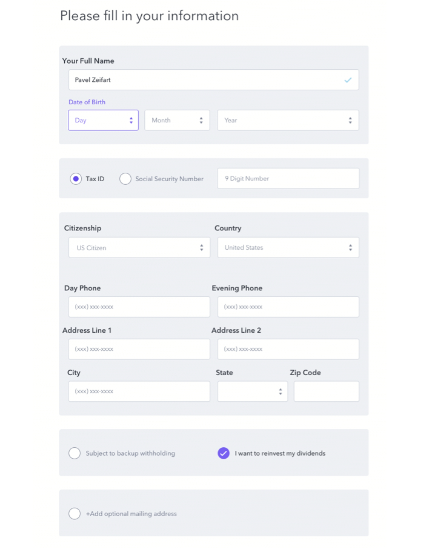 Please fill in your information
Your Full Name
Pavel Zeifart
Date of Birth
Day Month Year
Tax ID Social Security Number 9 Digit Number
Citizenship Country
US Citizen United States
Day Phone Evening Phone
(xxx) xxx-xxxx (xxx) xxx-xxxx
Address Line 1 Address Line 2
(xxx) xxx-xxxx (xxx) xxx-xxxx
City State Zip Code
(xxx) xxx-xxxx
Subject to backup withholding I want to reinvest my dividends
+Add optional mailing address